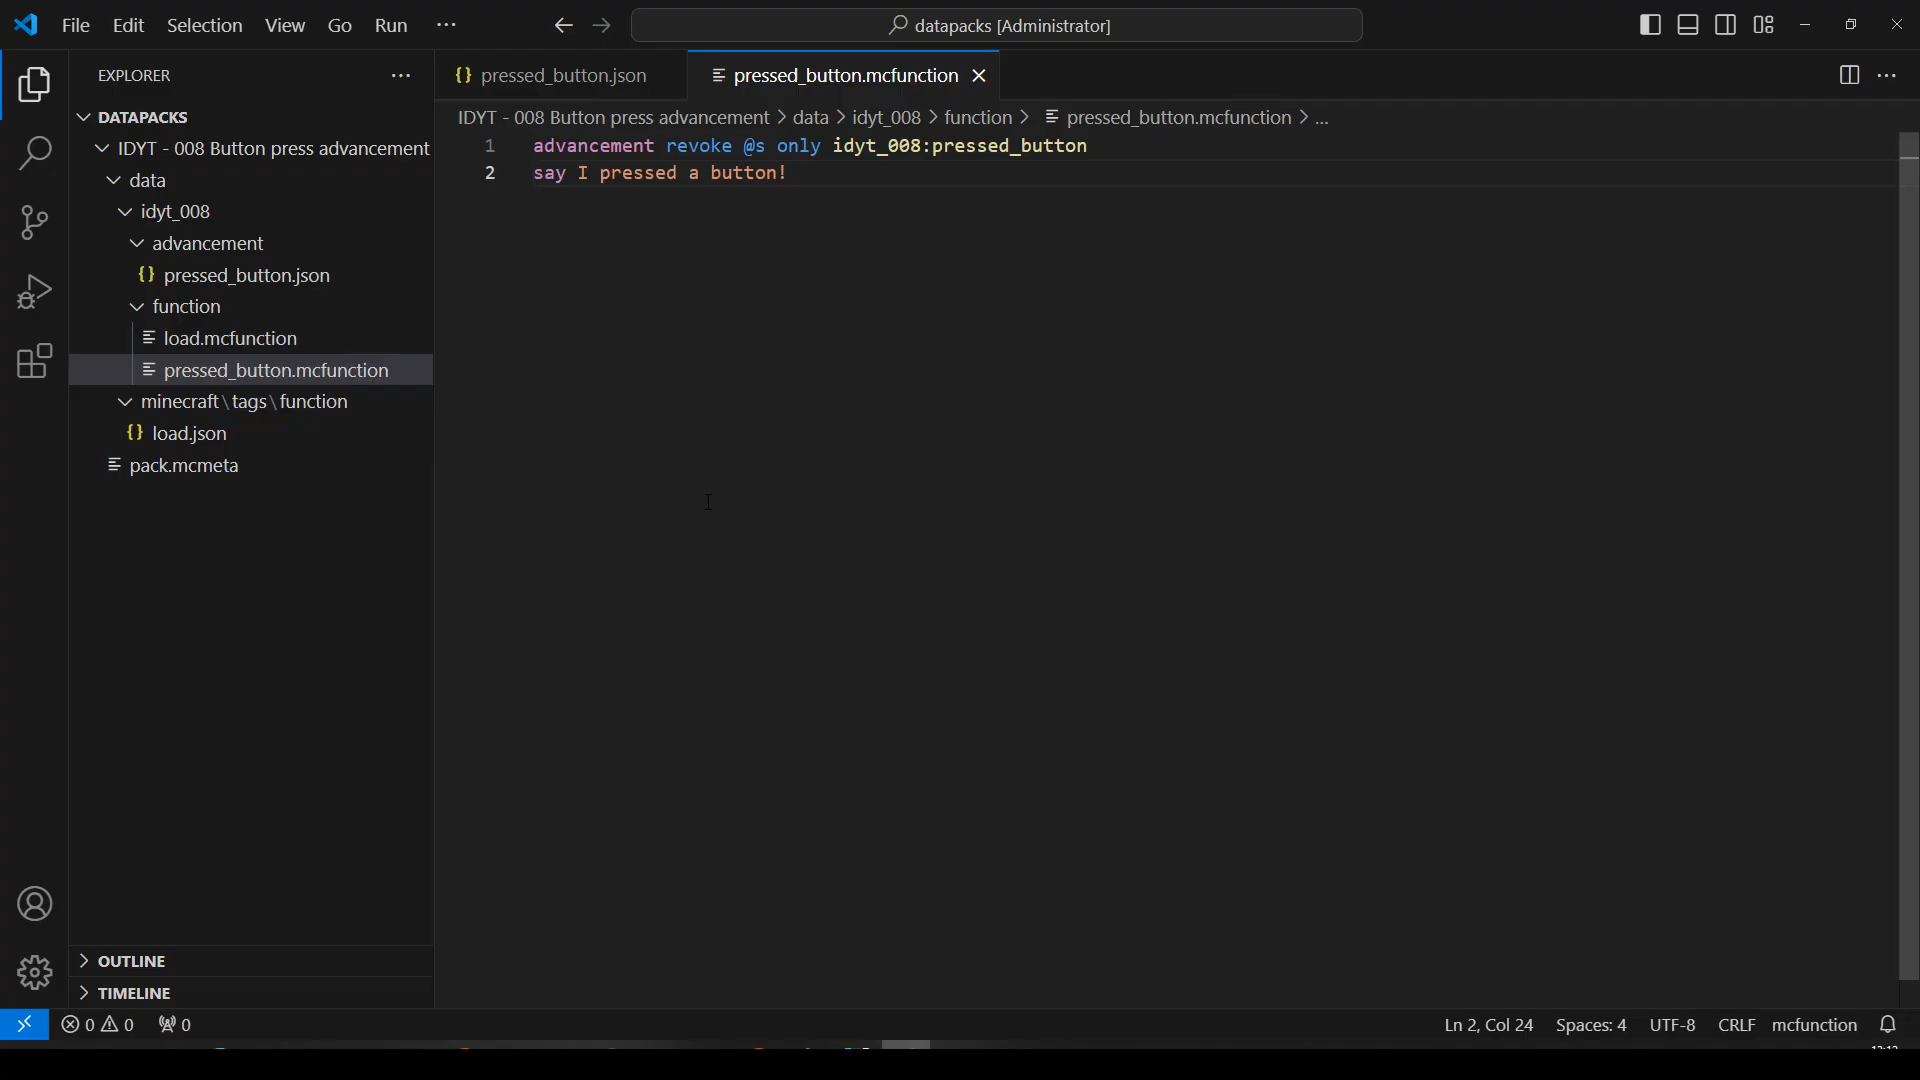 File Edit Selection View Go Run ···
datapacks [Administrator]
EXPLORER
DATAPACKS
IDYT - 008 Button press advancement
data
idyt_008
advancement
pressed_button.json
function
load.mcfunction
pressed_button.mcfunction
minecraft\tags\function
load.json
pack.mcmeta
OUTLINE
TIMELINE
pressed_button.json
pressed_button.mcfunction
IDYT - 008 Button press advancement > data > idyt_008 > function > pressed_button.mcfunction > ...
1 advancement revoke @s only idyt_008:pressed_button
2 say I pressed a button!
0 0 0
Ln 2, Col 24 Spaces: 4 UTF-8 CRLF mcfunction